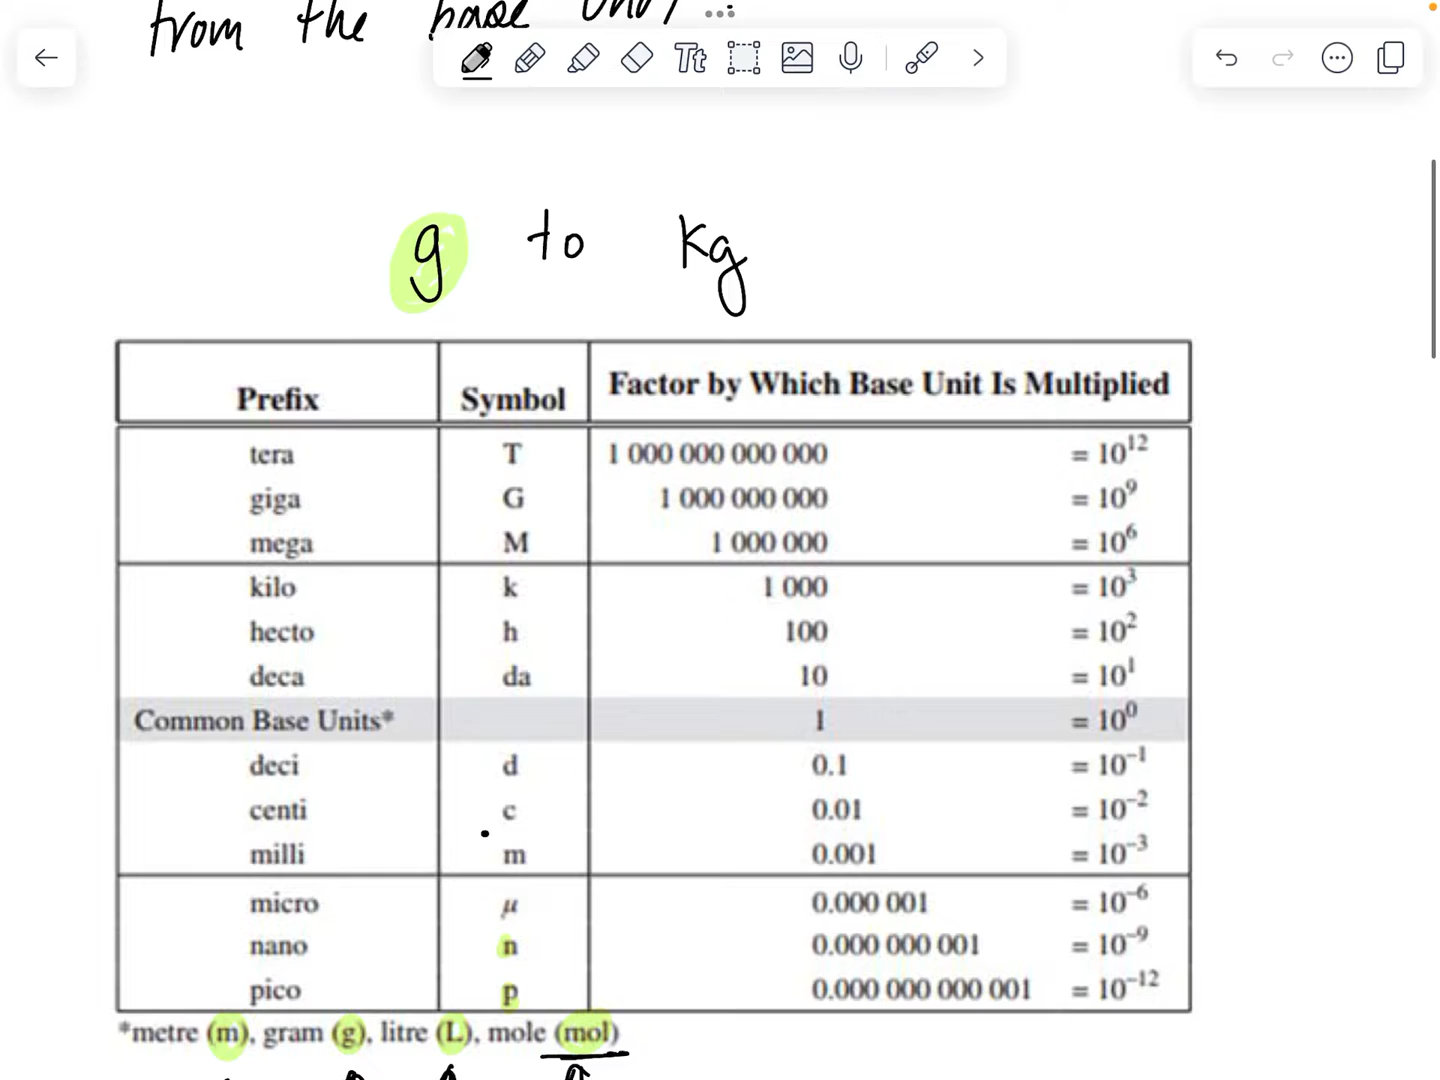 from the base unit
Tt
g to kg
Prefix Symbol Factor by Which Base Unit Is Multiplied
tera T 1 000 000 000 000 = 10¹²
giga G 1 000 000 000 = 10⁹
mega M 1 000 000 = 10⁶
kilo k 1 000 = 10³
hecto h 100 = 10²
deca da 10 = 10¹
Common Base Units* 1 = 10⁰
deci d 0.1 = 10⁻¹
centi c 0.01 = 10⁻²
milli m 0.001 = 10⁻³
micro μ 0.000 001 = 10⁻⁶
nano n 0.000 000 001 = 10⁻⁹
pico p 0.000 000 000 001 = 10⁻¹²
*metre (m), gram (g), litre (L), mole (mol)